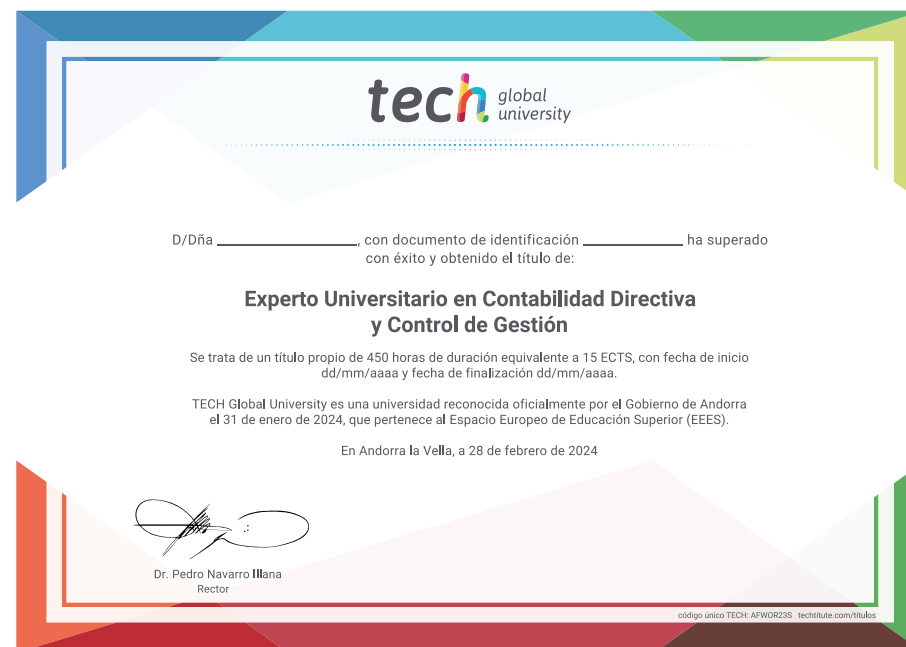 tech global
university
D/Dña ____________________, con documento de identificación ______________ ha superado
con éxito y obtenido el título de:
Experto Universitario en Contabilidad Directiva
y Control de Gestión
Se trata de un título propio de 450 horas de duración equivalente a 15 ECTS, con fecha de inicio
dd/mm/aaaa y fecha de finalización dd/mm/aaaa.
TECH Global University es una universidad reconocida oficialmente por el Gobierno de Andorra
el 31 de enero de 2024, que pertenece al Espacio Europeo de Educación Superior (EEES).
En Andorra la Vella, a 28 de febrero de 2024
Dr. Pedro Navarro Illana
Rector
código único TECH: AFWOR23S techtitute.com/titulos